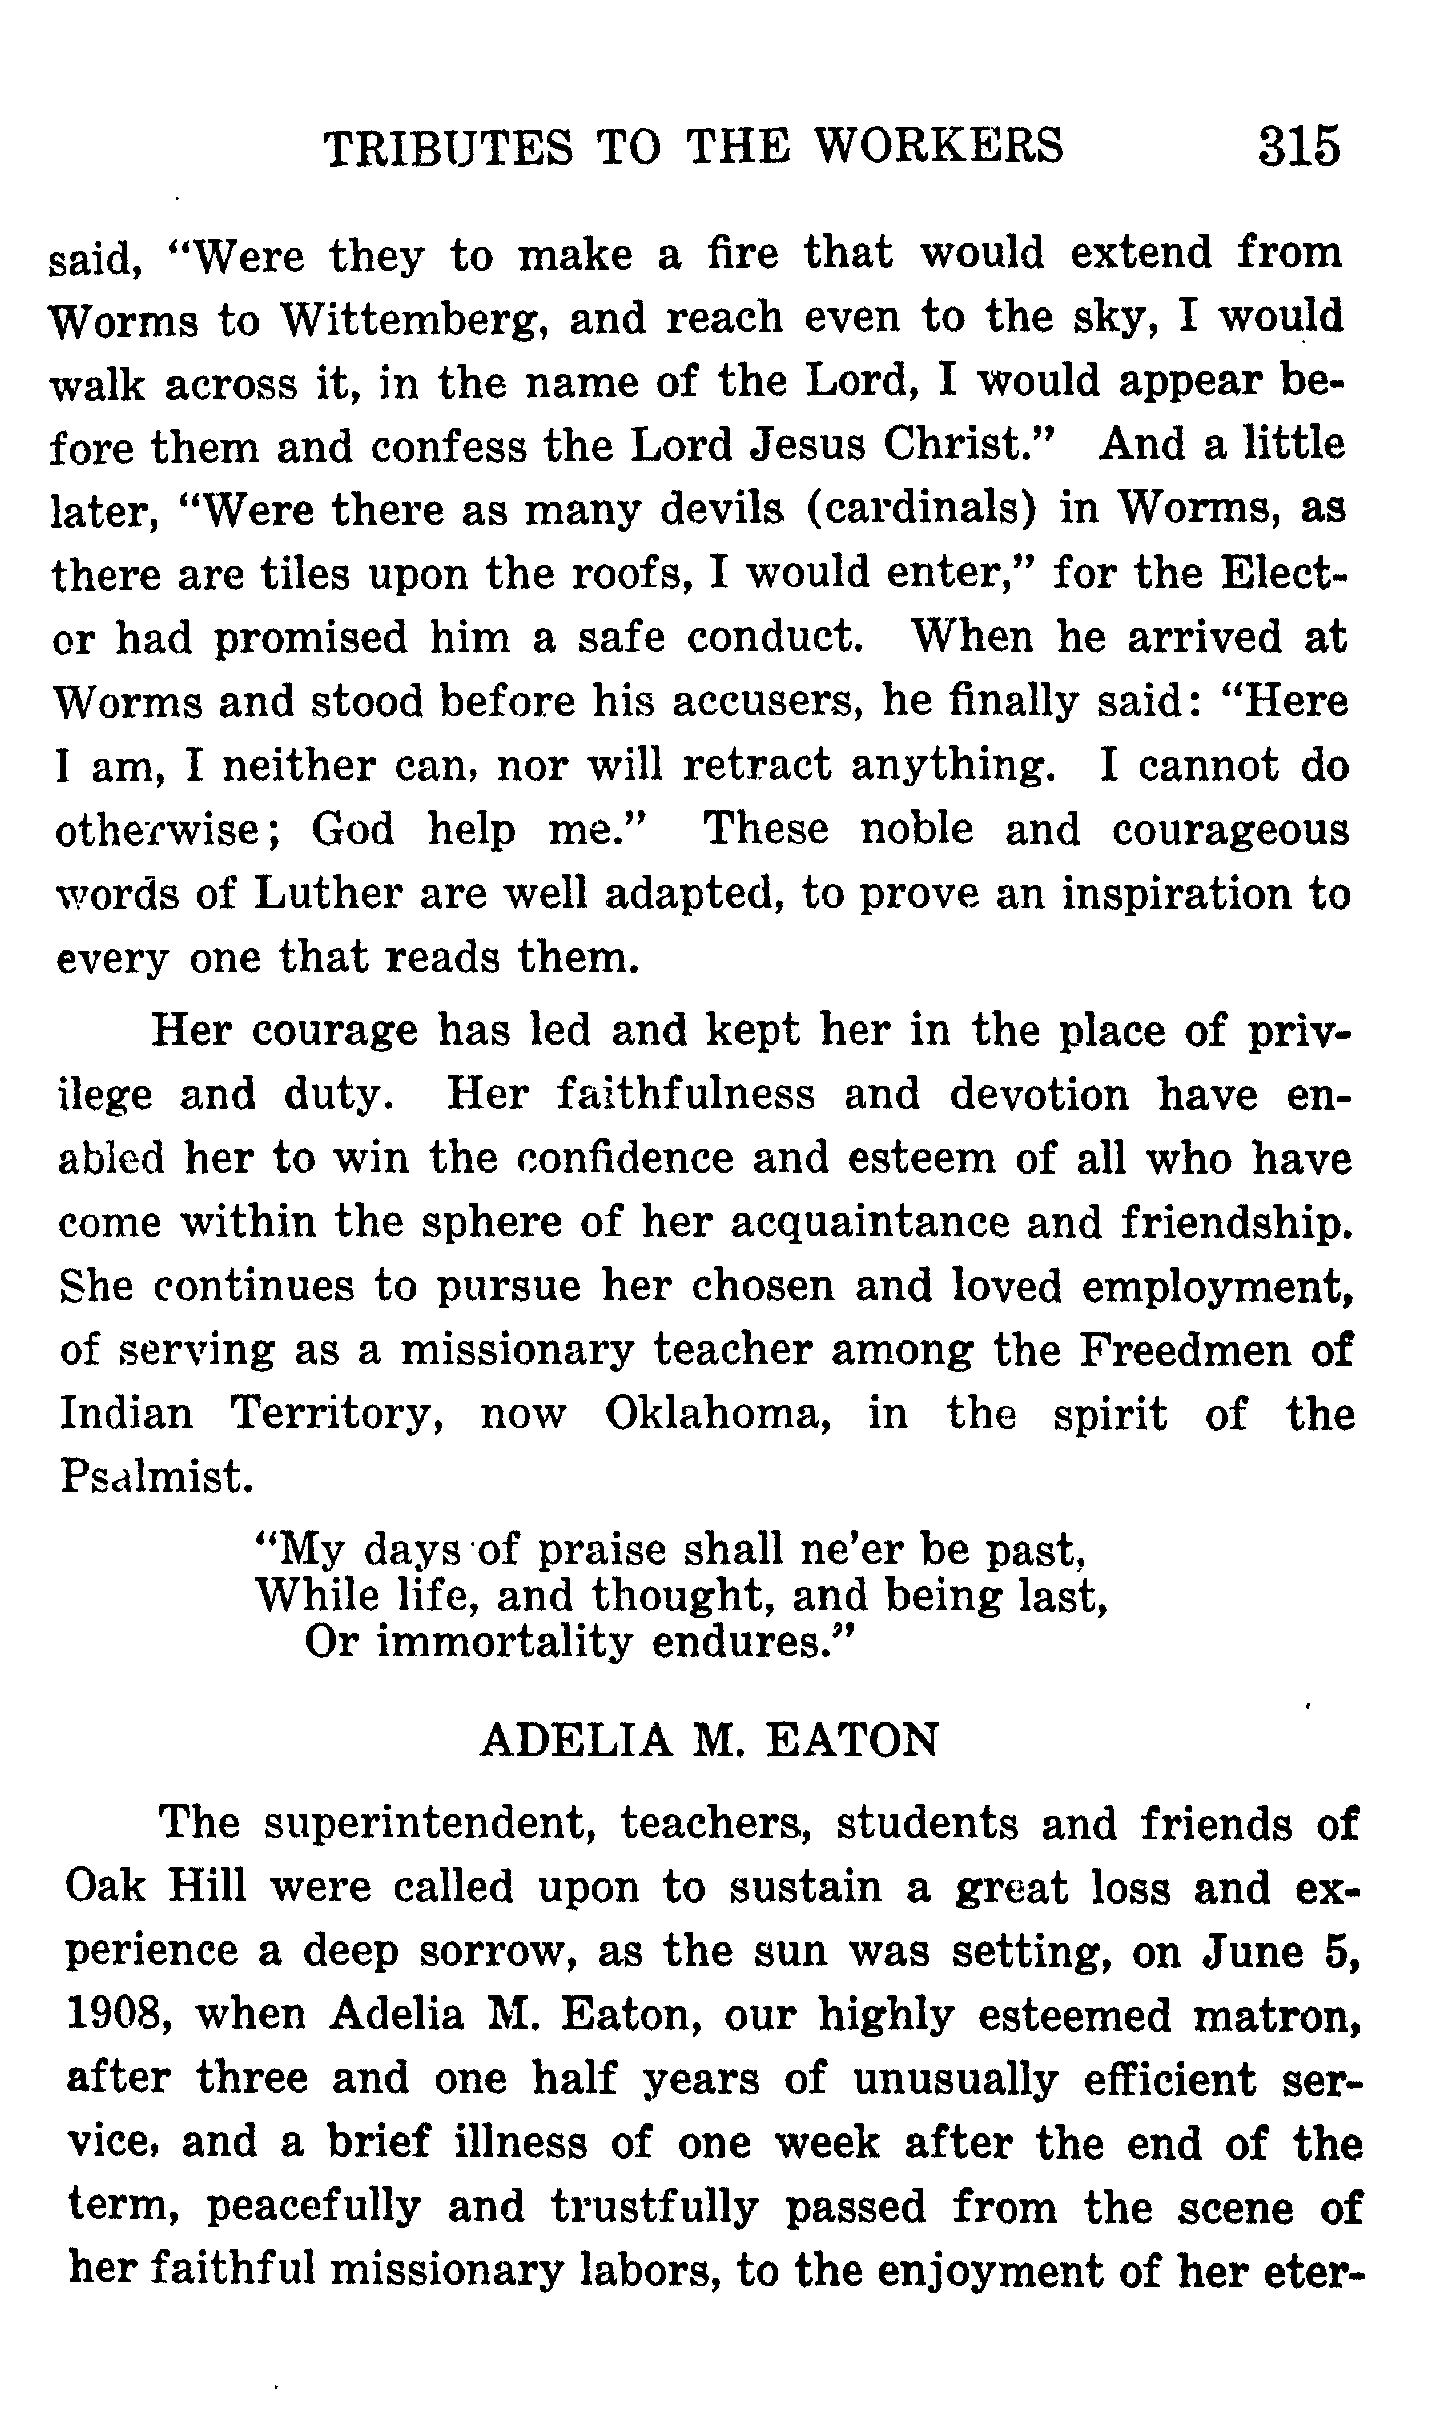 TRIBUTES TO THE WORKERS 315
said, "Were they to make a fire that would extend from
Worms to Wittemberg, and reach even to the sky, I would
walk across it, in the name of the Lord, I would appear be-
fore them and confess the Lord Jesus Christ." And a little
later, "Were there as many devils (cardinals) in Worms, as
there are tiles upon the roofs, I would enter," for the Elect-
or had promised him a safe conduct. When he arrived at
Worms and stood before his accusers, he finally said: "Here
I am, I neither can, nor will retract anything. I cannot do
otherwise; God help me." These noble and courageous
words of Luther are well adapted, to prove an inspiration to
every one that reads them.
Her courage has led and kept her in the place of priv-
ilege and duty. Her faithfulness and devotion have en-
abled her to win the confidence and esteem of all who have
come within the sphere of her acquaintance and friendship.
She continues to pursue her chosen and loved employment,
of serving as a missionary teacher among the Freedmen of
Indian Territory, now Oklahoma, in the spirit of the
Psalmist.
"My days of praise shall ne'er be past,
While life, and thought, and being last,
Or immortality endures."
ADELIA M. EATON
The superintendent, teachers, students and friends of
Oak Hill were called upon to sustain a great loss and ex-
perience a deep sorrow, as the sun was setting, on June 5,
1908, when Adelia M. Eaton, our highly esteemed matron,
after three and one half years of unusually efficient ser-
vice, and a brief illness of one week after the end of the
term, peacefully and trustfully passed from the scene of
her faithful missionary labors, to the enjoyment of her eter-